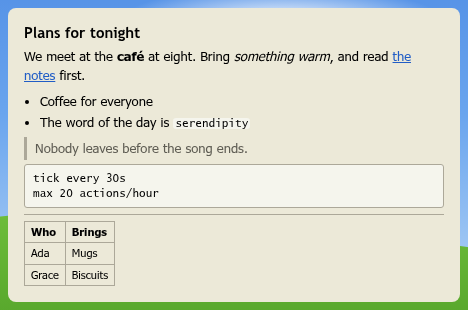 Plans for tonight
We meet at the café at eight. Bring something warm, and read the
notes first.
Coffee for everyone
The word of the day is serendipity
Nobody leaves before the song ends.
tick every 30s
max 20 actions/hour
Who Brings
Ada Mugs
Grace Biscuits